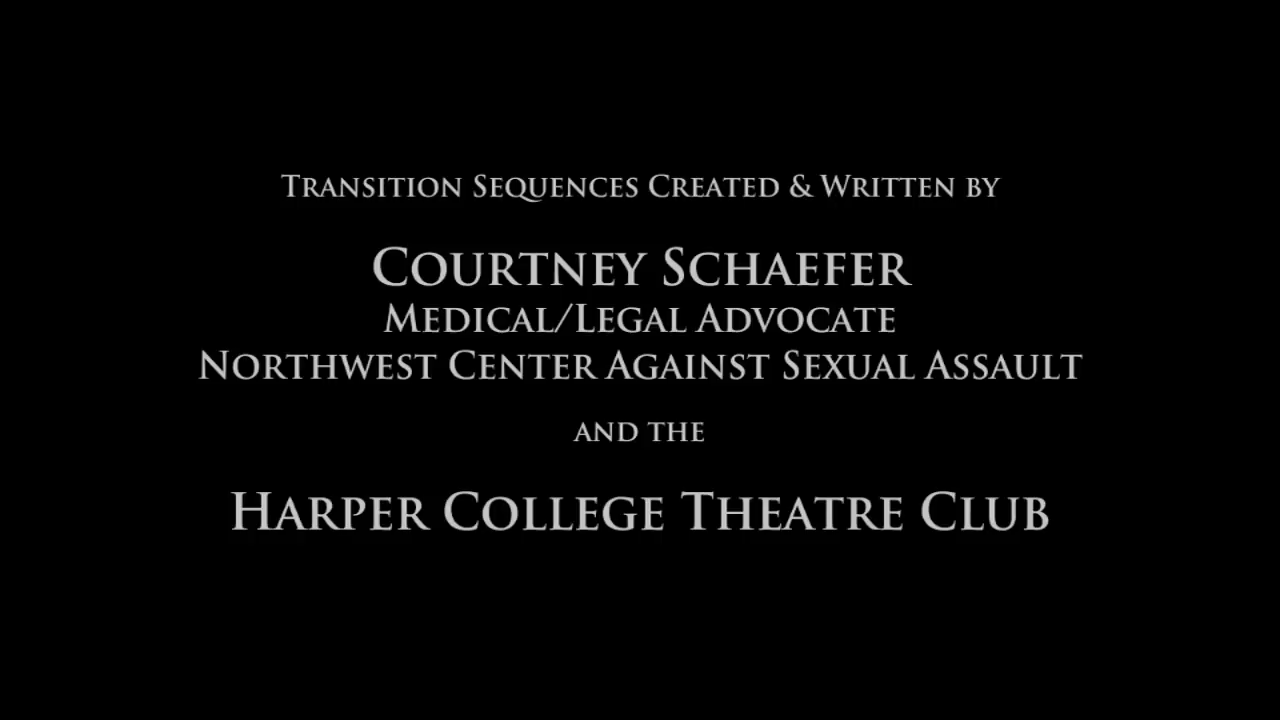 Transition Sequences Created & Written by
Courtney Schaefer
Medical/Legal Advocate
Northwest Center Against Sexual Assault
and the
Harper College Theatre Club